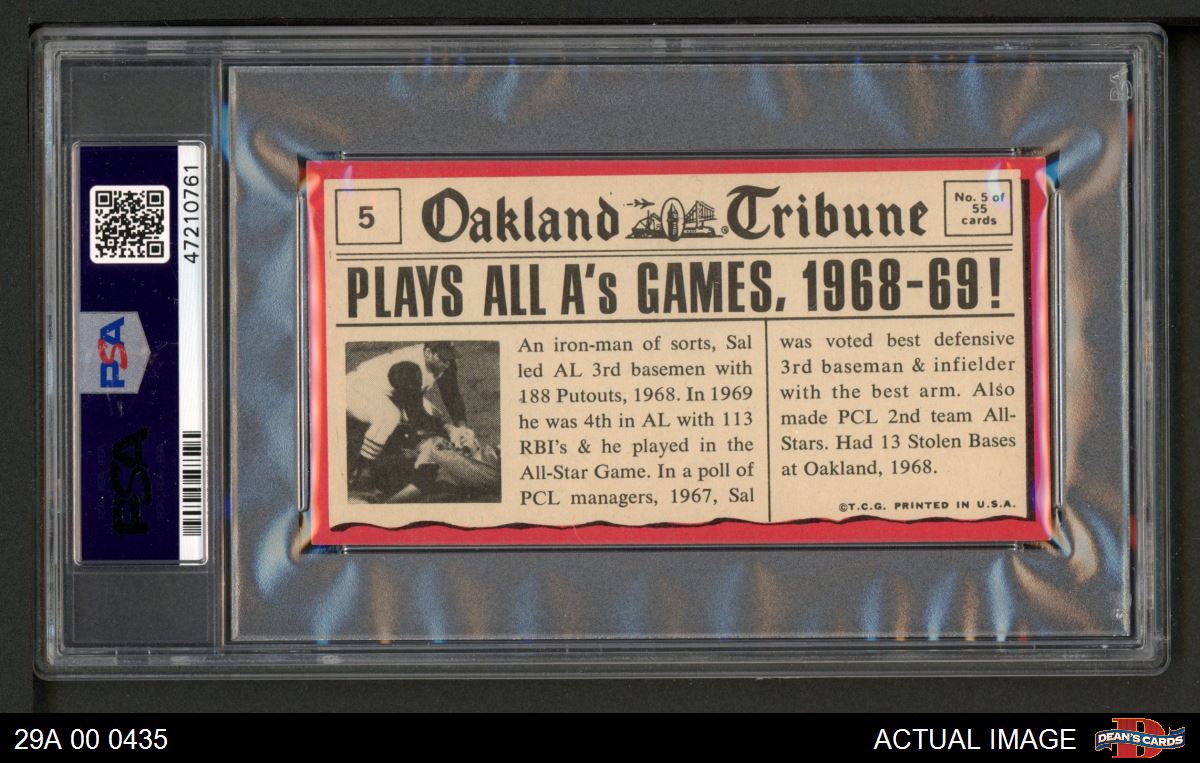 PSA
47210761
PSA
PSA
5
Oakland Tribune
No. 5 of
55
cards
PLAYS ALL A's GAMES, 1968-69!
An iron-man of sorts, Sal
led AL 3rd basemen with
188 Putouts, 1968. In 1969
he was 4th in AL with 113
RBI's & he played in the
All-Star Game. In a poll of
PCL managers, 1967, Sal
was voted best defensive
3rd baseman & infielder
with the best arm. Also
made PCL 2nd team All-
Stars. Had 13 Stolen Bases
at Oakland, 1968.
©T.C.G. PRINTED IN U.S.A.
29A 00 0435
ACTUAL IMAGE
DEAN'S CARDS